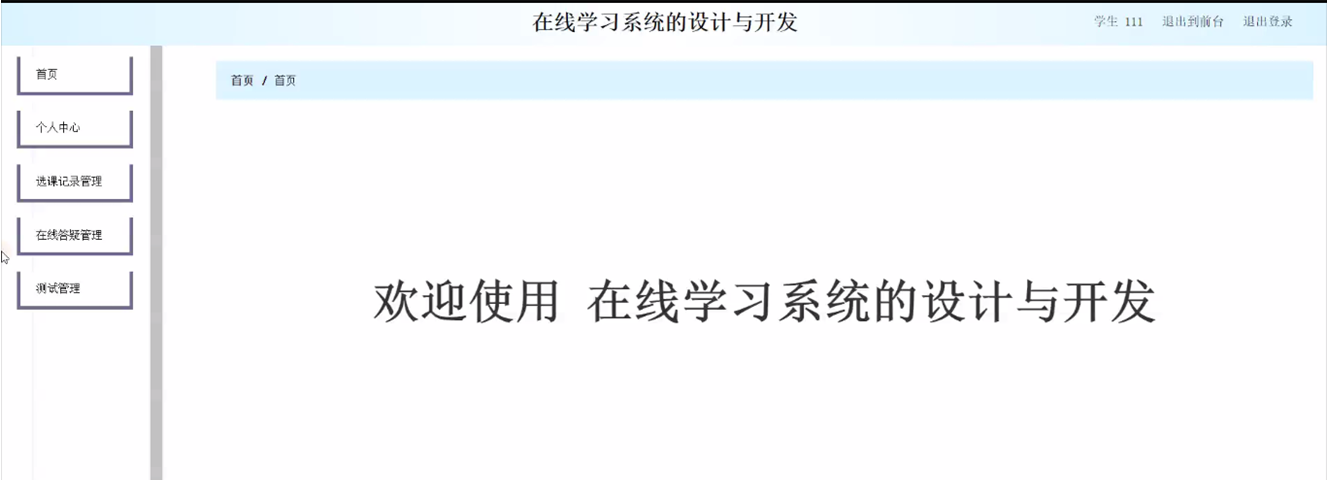 在线学习系统的设计与开发
学生 111 退出到前台 退出登录
首页
个人中心
选课记录管理
在线答疑管理
测试管理
首页 / 首页
欢迎使用 在线学习系统的设计与开发